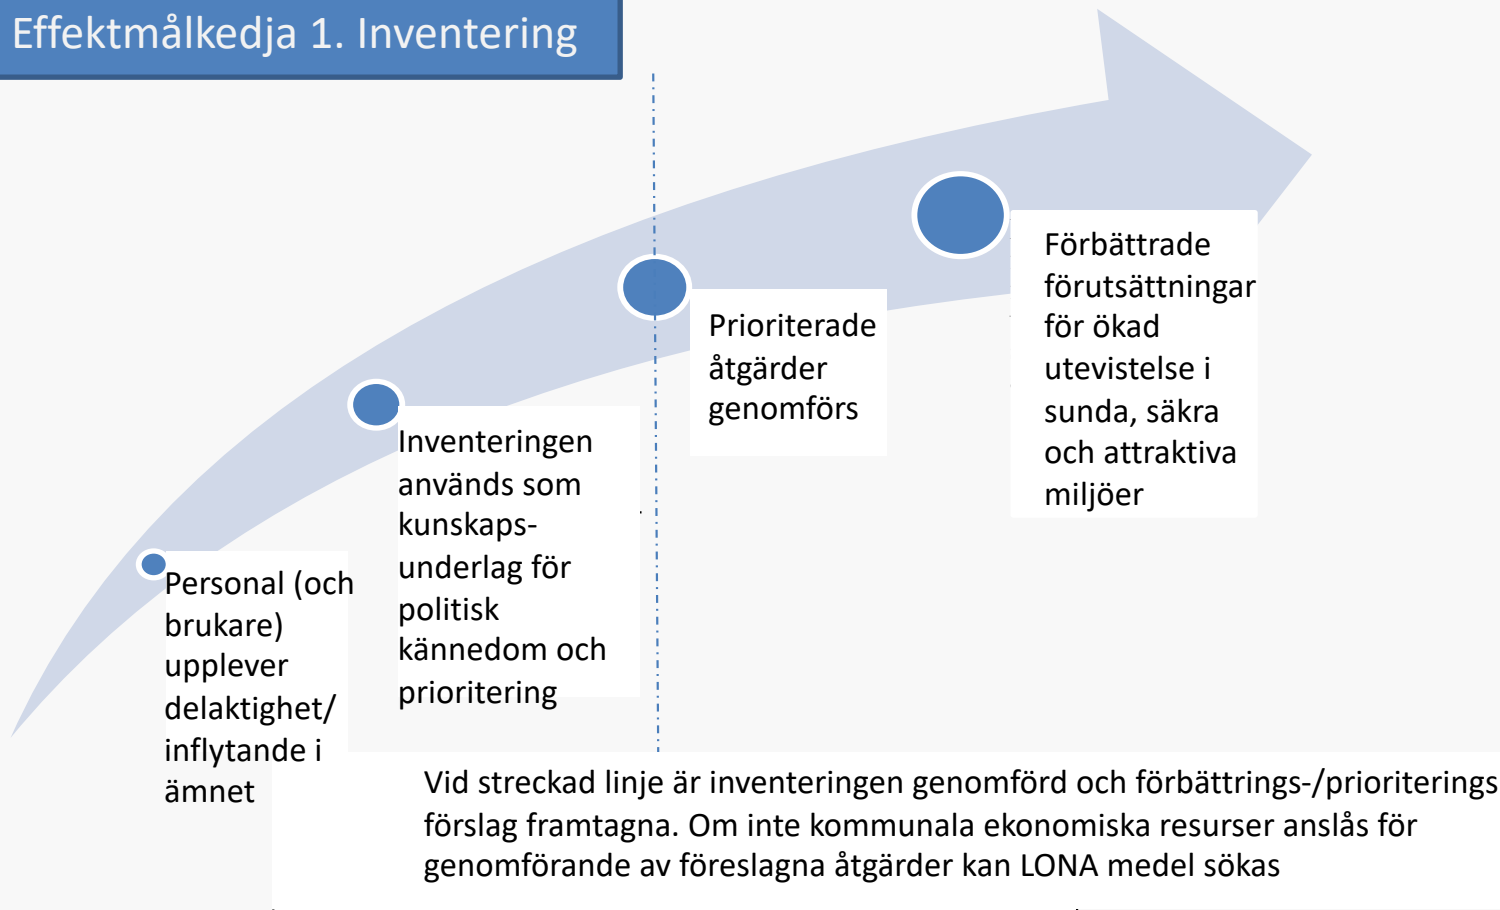 Effektmålkedja 1. Inventering
Personal (och
brukare)
upplever
delaktighet/
inflytande i
ämnet
Inventeringen
används som
kunskaps-
underlag för
politisk
kännedom och
prioritering
Prioriterade
åtgärder
genomförs
Förbättrade
förutsättningar
för ökad
utevistelse i
sunda, säkra
och attraktiva
miljöer
Vid streckad linje är inventeringen genomförd och förbättrings-/prioriterings
förslag framtagna. Om inte kommunala ekonomiska resurser anslås för
genomförande av föreslagna åtgärder kan LONA medel sökas